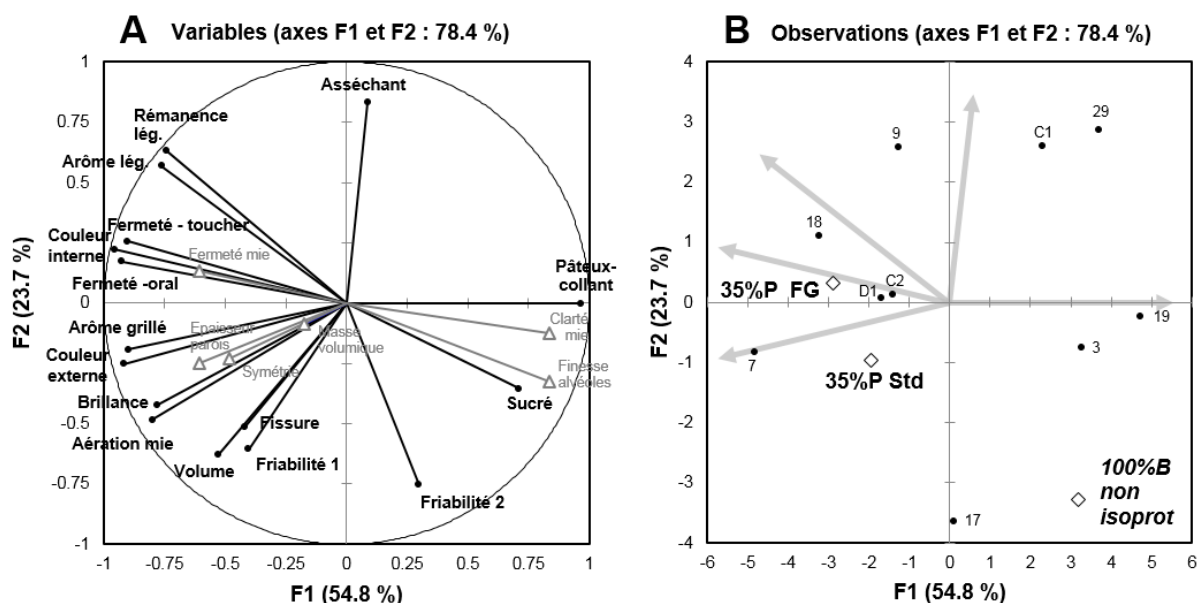 A Variables (axes F1 et F2 : 78.4 %)
1
0.75
0.5
0.25
0
-0.25
-0.5
-0.75
-1
F2 (23.7 %)
Asséchant
Rémanence
lég.
Arôme lég.
Fermeté - toucher
Couleur
interne
Fermeté mie
Fermeté -oral
Pâteux-
collant
Arôme grillé
Epaisseur
parois
Masse
volumique
Clarté
mie
Couleur
externe
Symétrie
Finesse
alvéoles
Sucré
Brillance
Aération mie
Fissure
Volume
Friabilité 1
Friabilité 2
-1 -0.75 -0.5 -0.25 0 0.25 0.5 0.75 1
F1 (54.8 %)
B Observations (axes F1 et F2 : 78.4 %)
4
3
2
1
0
-1
-2
-3
-4
F2 (23.7 %)
29
C1
9
18
35%P FG
D1
C2
19
3
7
35%P Std
100%B
non
isoprot
17
-6 -5 -4 -3 -2 -1 0 1 2 3 4 5 6
F1 (54.8 %)